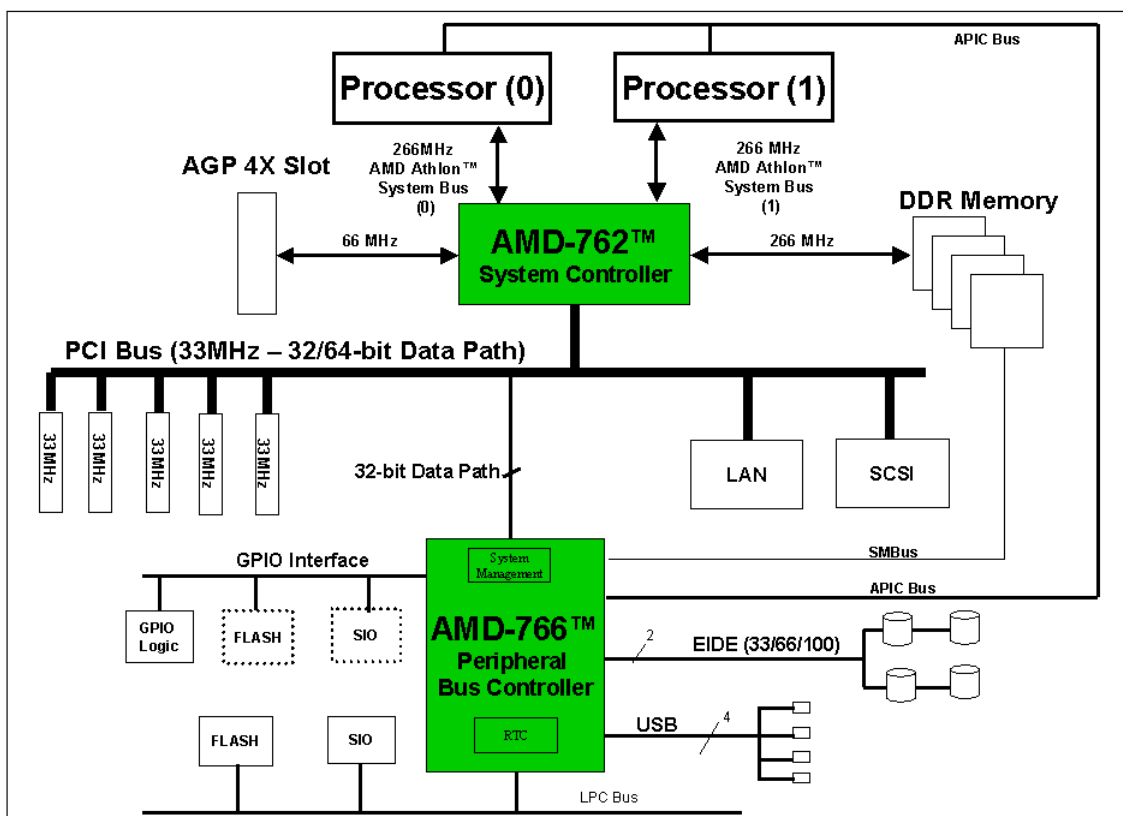 APIC Bus
Processor (0)
Processor (1)
266MHz
AMD Athlon™
System Bus
(0)
266 MHz
AMD Athlon™
System Bus
(1)
AGP 4X Slot
DDR Memory
66 MHz
AMD-762™
System Controller
266 MHz
PCI Bus (33MHz – 32/64-bit Data Path)
33MHz
33MHz
33MHz
33MHz
33MHz
32-bit Data Path
LAN
SCSI
GPIO Interface
System
Management
SMBus
APIC Bus
GPIO
Logic
FLASH
SIO
AMD-766™
Peripheral
Bus Controller
2
EIDE (33/66/100)
FLASH
SIO
RTC
USB
4
LPC Bus